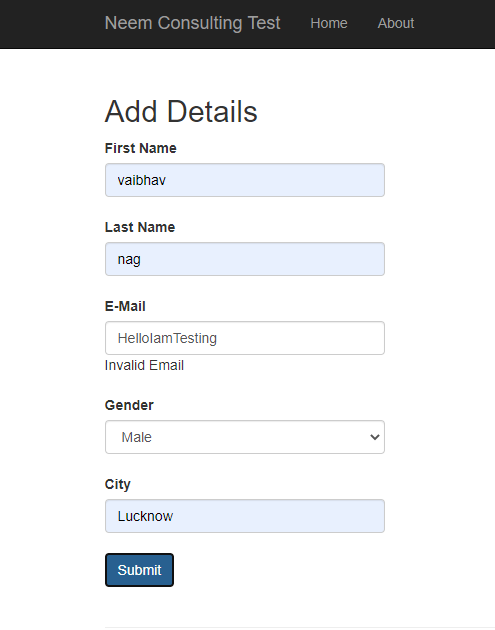 Neem Consulting Test Home About
Add Details
First Name
vaibhav
Last Name
nag
E-Mail
HelloIamTesting
Invalid Email
Gender
Male
City
Lucknow
Submit